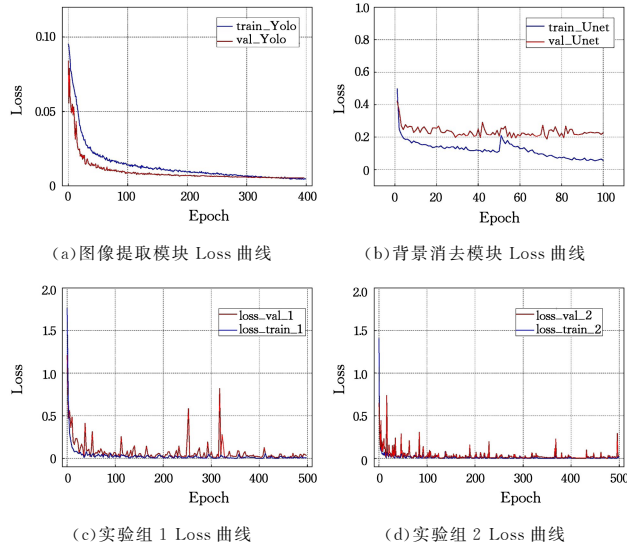 0.10
0.05
0
Loss
train_Yolo
val_Yolo
0 100 200 300 400
Epoch
(a)图像提取模块 Loss 曲线
1.0
0.8
0.6
0.4
0.2
0
Loss
train_Unet
val_Unet
0 20 40 60 80 100
Epoch
(b)背景消去模块 Loss 曲线
2.0
1.5
1.0
0.5
0
Loss
loss_val_1
loss_train_1
0 100 200 300 400 500
Epoch
(c)实验组 1 Loss 曲线
2.0
1.5
1.0
0.5
0
Loss
loss_val_2
loss_train_2
0 100 200 300 400 500
Epoch
(d)实验组 2 Loss 曲线